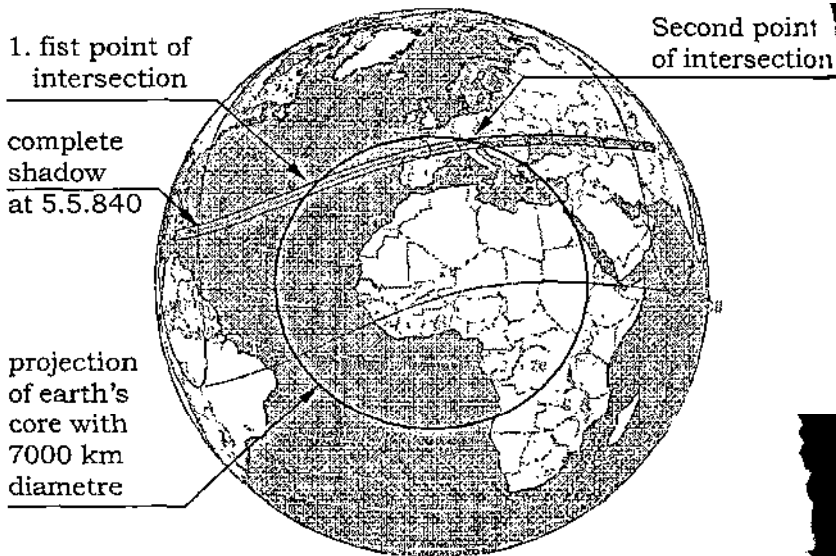 1. fist point of
intersection
Second point
of intersection
complete
shadow
at 5.5.840
projection
of earth's
core with
7000 km
diametre